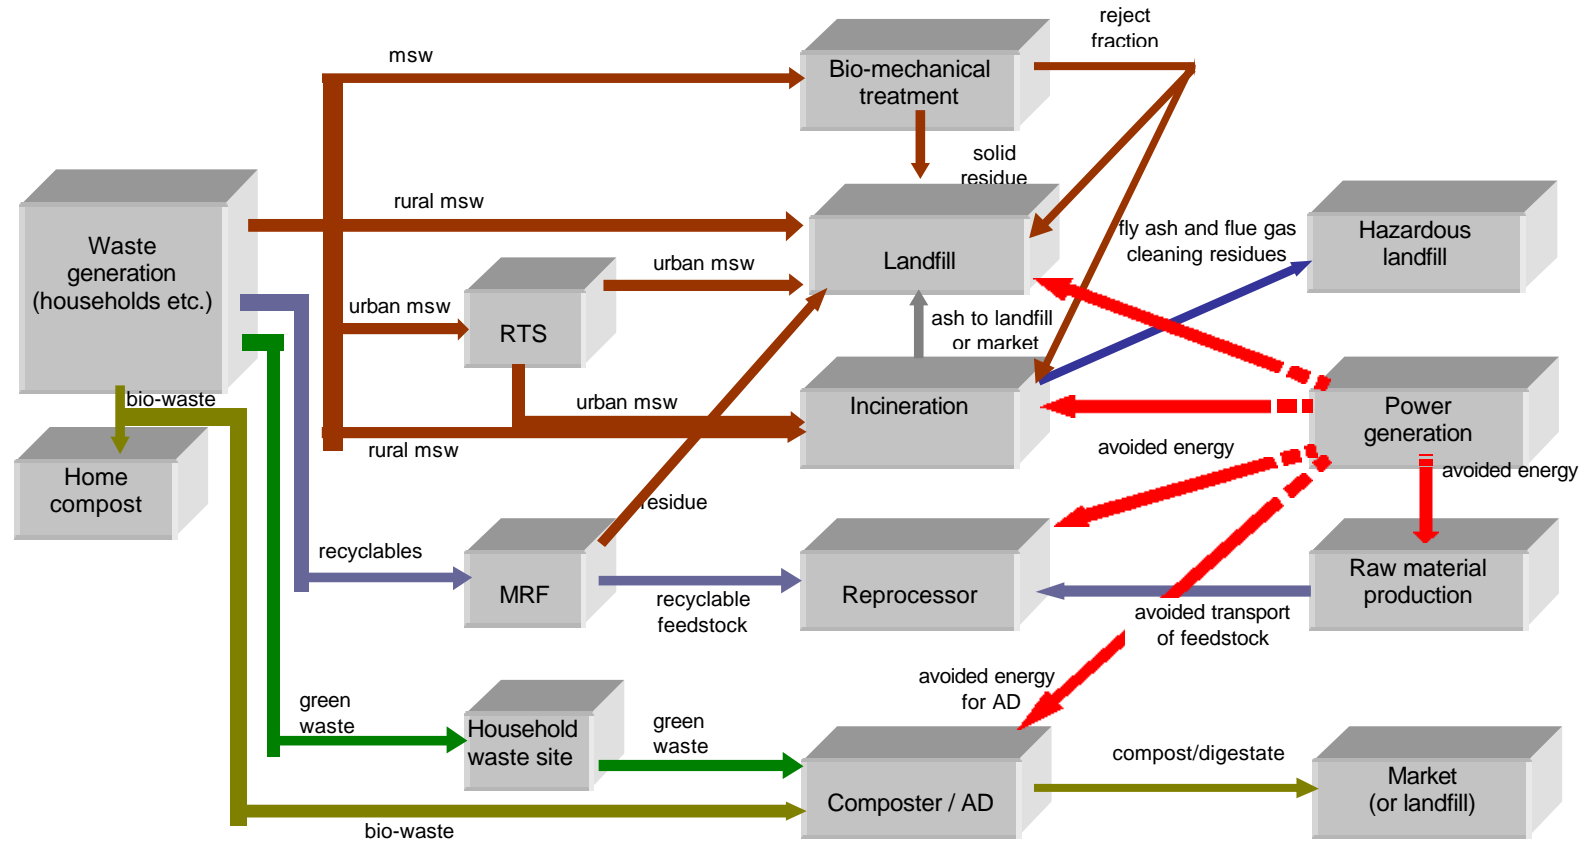 reject
fraction
msw
Bio-mechanical
treatment
solid
residue
rural msw
Waste
generation
(households etc.)
urban msw
Landfill
fly ash and flue gas
cleaning residues
Hazardous
landfill
urban msw
RTS
ash to landfill
or market
bio-waste
urban msw
Incineration
Power
generation
rural msw
avoided energy
avoided energy
Home
compost
residue
recyclables
MRF
recyclable
feedstock
Reprocessor
Raw material
production
avoided transport
of feedstock
avoided energy
for AD
green
waste
Household
waste site
green
waste
compost/digestate
Composter / AD
Market
(or landfill)
bio-waste